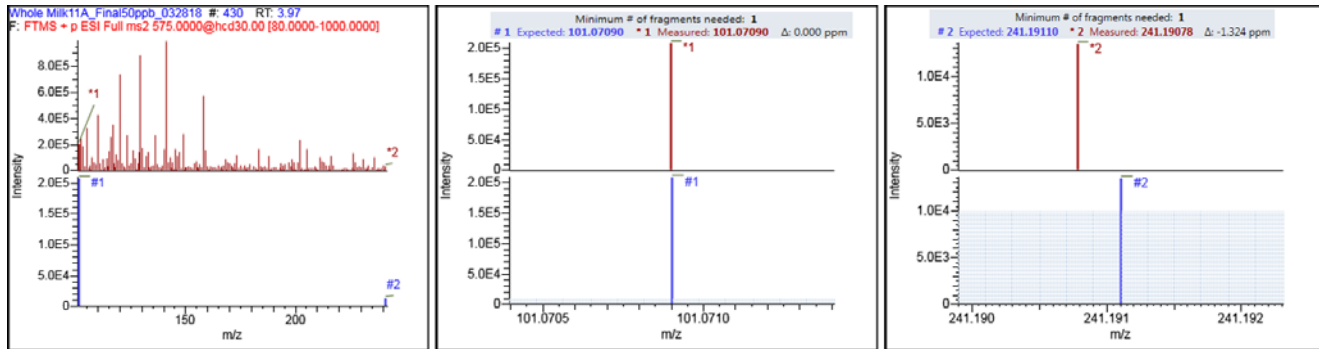 Whole Milk11A_Final50ppb_032818 #: 430 RT: 3.97
F: FTMS + p ESI Full ms2 575.0000@hcd30.00 [80.0000-1000.0000]
*1
*2
8.0E5
6.0E5
4.0E5
2.0E5
0
Intensity
#1
#2
2.0E5
1.5E5
1.0E5
5.0E4
0
150
200
m/z
Minimum # of fragments needed: 1
# 1 Expected: 101.07090 * 1 Measured: 101.07090 Δ: 0.000 ppm
*1
2.0E5
1.5E5
1.0E5
5.0E4
0
Intensity
#1
2.0E5
1.5E5
1.0E5
5.0E4
0
101.0705
101.0710
m/z
Minimum # of fragments needed: 1
# 2 Expected: 241.19110 * 2 Measured: 241.19078 Δ: -1.324 ppm
*2
1.0E4
5.0E3
0
Intensity
#2
1.0E4
5.0E3
0
241.190
241.191
241.192
m/z